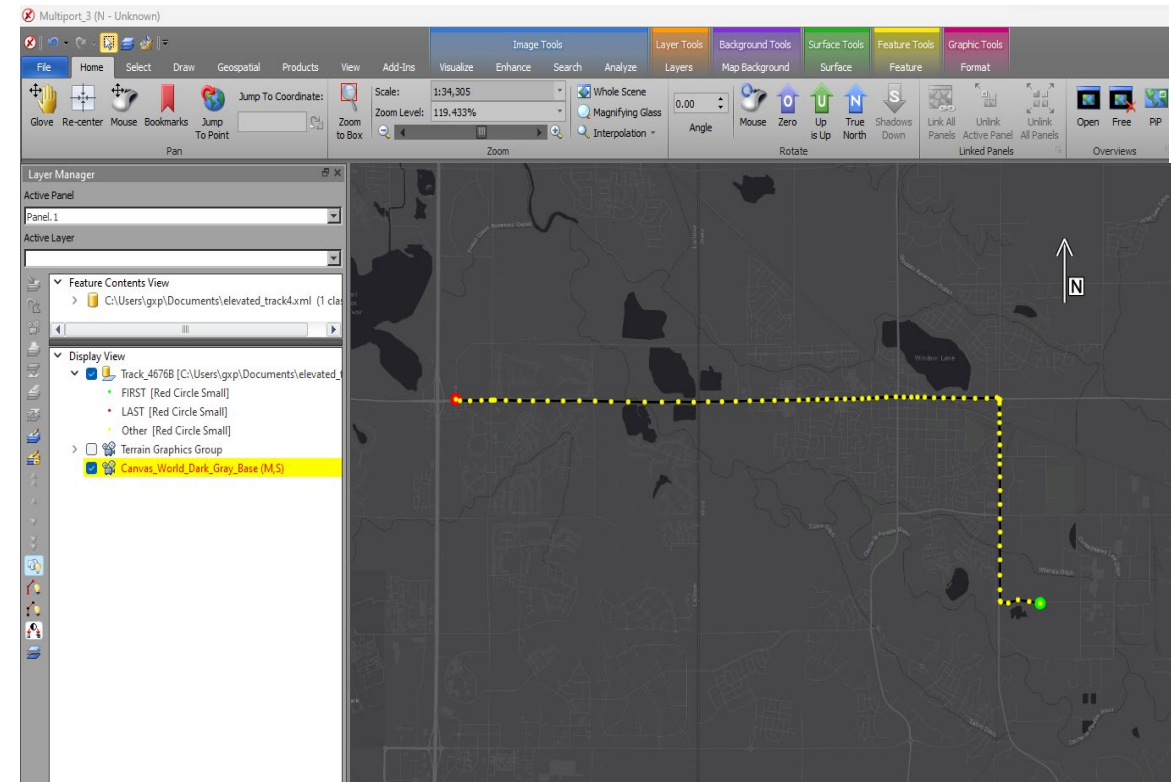 Multiport_3 (N - Unknown)
Image Tools Layer Tools Background Tools Surface Tools Feature Tools Graphic Tools
File Home Select Draw Geospatial Products View Add-Ins Visualize Enhance Search Analyze Layers Map Background Surface Feature Format
Glove Re-center Mouse Bookmarks Jump To Point
Jump To Coordinate:
Pan
Zoom to Box
Scale: 1:34,305
Zoom Level: 119.433%
Whole Scene
Magnifying Glass
Interpolation
Zoom
0.00
Angle
Mouse Zero Up is Up True North Shadows Down
Rotate
Link All Panels Unlink Active Panel Unlink All Panels
Linked Panels
Open Free PiP
Overviews
Layer Manager
Active Panel
Panel.1
Active Layer
Feature Contents View
C:\Users\gxp\Documents\elevated_track4.xml (1 cla
Display View
Track_4676B [C:\Users\gxp\Documents\elevated_t
FIRST [Red Circle Small]
LAST [Red Circle Small]
Other [Red Circle Small]
Terrain Graphics Group
Canvas_World_Dark_Gray_Base (M,S)
N
Windsor Lake